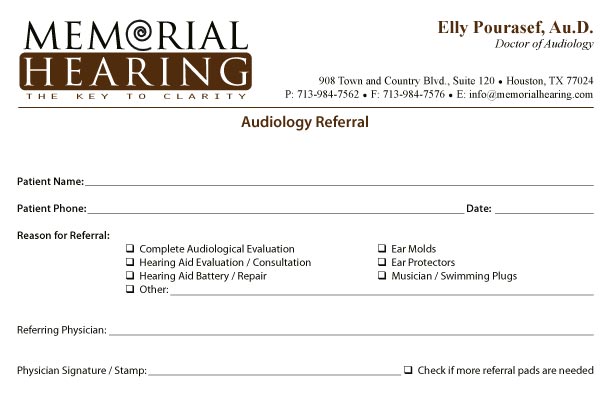 MEMORIAL
HEARING
THE KEY TO CLARITY
Elly Pourasef, Au.D.
Doctor of Audiology
908 Town and Country Blvd., Suite 120 • Houston, TX 77024
P: 713-984-7562 • F: 713-984-7576 • E: info@memorialhearing.com
Audiology Referral
Patient Name:
Patient Phone: Date:
Reason for Referral:
❑ Complete Audiological Evaluation ❑ Ear Molds
❑ Hearing Aid Evaluation / Consultation ❑ Ear Protectors
❑ Hearing Aid Battery / Repair ❑ Musician / Swimming Plugs
❑ Other:
Referring Physician:
Physician Signature / Stamp: ❑ Check if more referral pads are needed